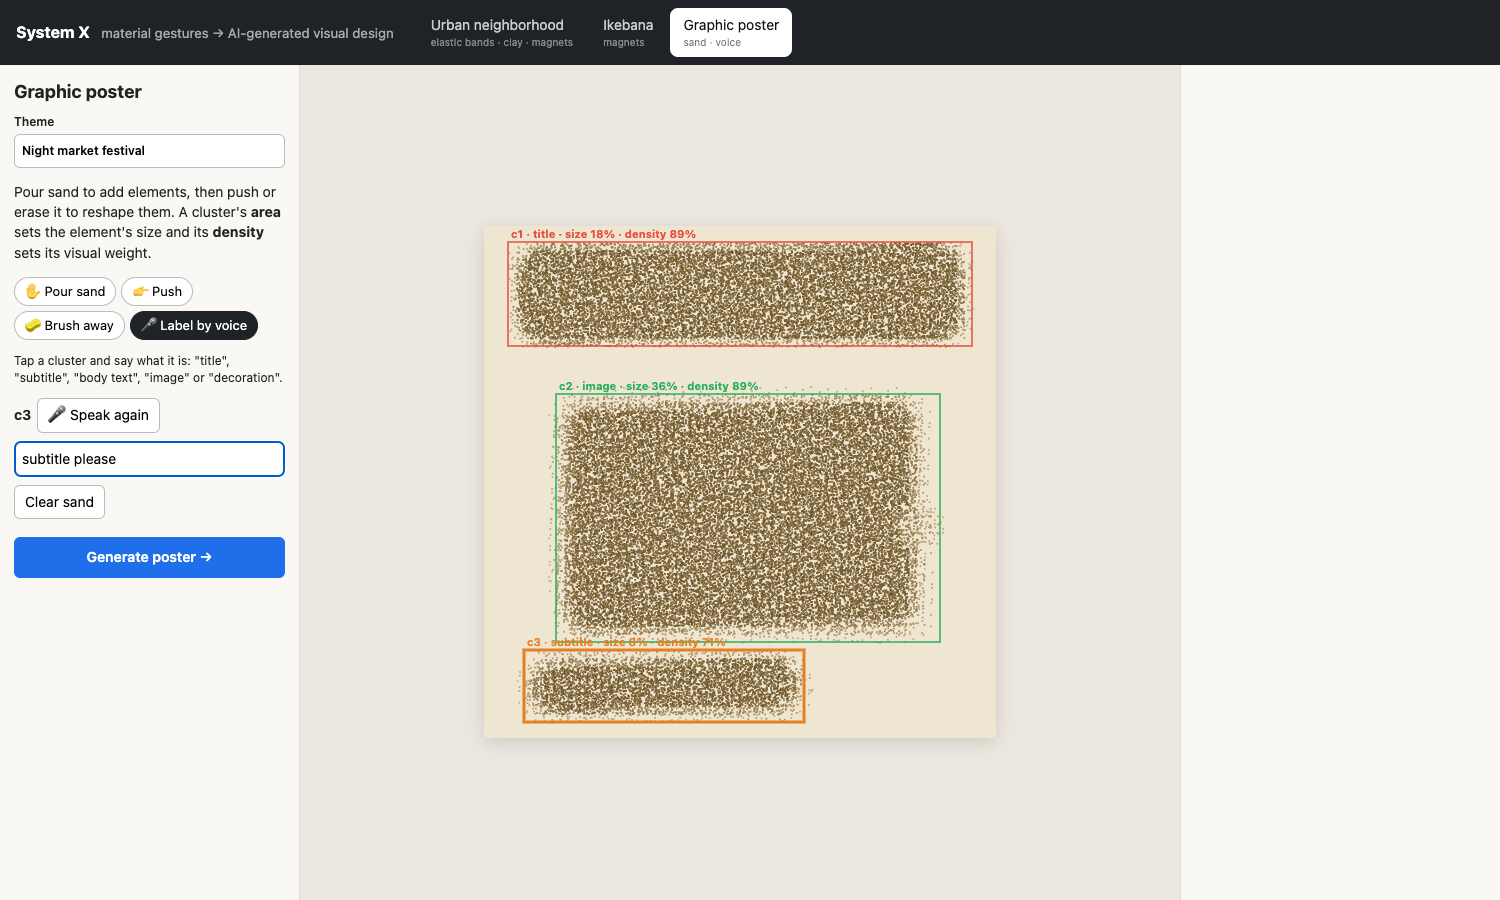 System X material gestures → AI-generated visual design
Urban neighborhood
elastic bands · clay · magnets
Ikebana
magnets
Graphic poster
sand · voice
Graphic poster
Theme
Night market festival
Pour sand to add elements, then push or
erase it to reshape them. A cluster's area
sets the element's size and its density
sets its visual weight.
Pour sand
Push
Brush away
Label by voice
Tap a cluster and say what it is: "title",
"subtitle", "body text", "image" or "decoration".
c3 Speak again
subtitle please
Clear sand
Generate poster →
c1 · title · size 18% · density 89%
c2 · image · size 36% · density 89%
c3 · subtitle · size 8% · density 71%